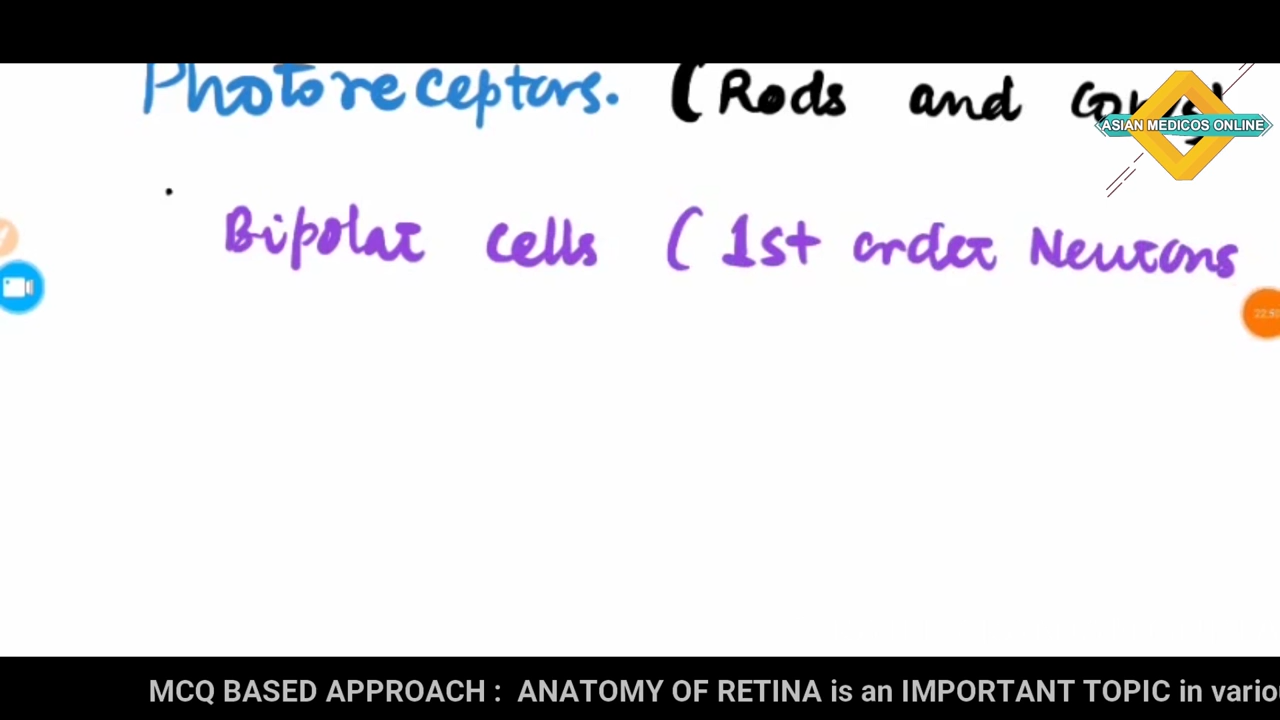 Photoreceptors. (Rods and cones
ASIAN MEDICOS ONLINE
Bipolar cells (1st order Neurons
MCQ BASED APPROACH : ANATOMY OF RETINA is an IMPORTANT TOPIC in vario